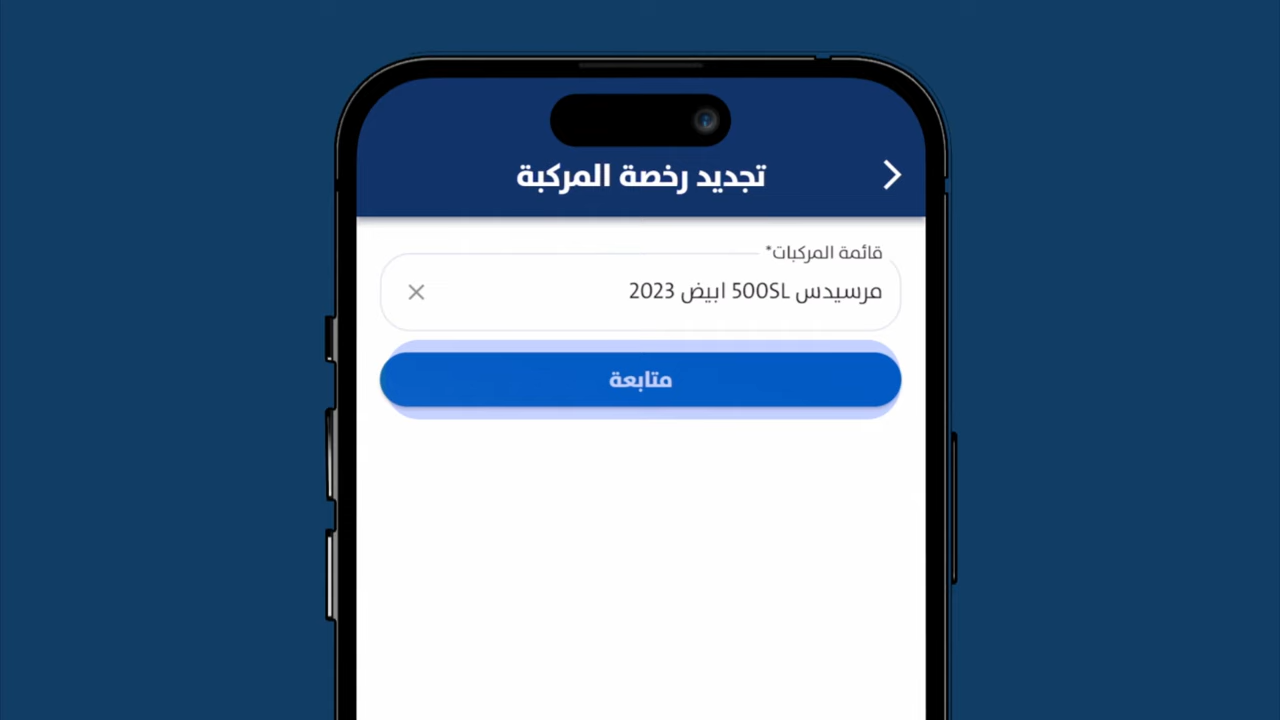 تجديد رخصة المركبة
قائمة المركبات*
مرسيدس 500SL ابيض 2023
متابعة